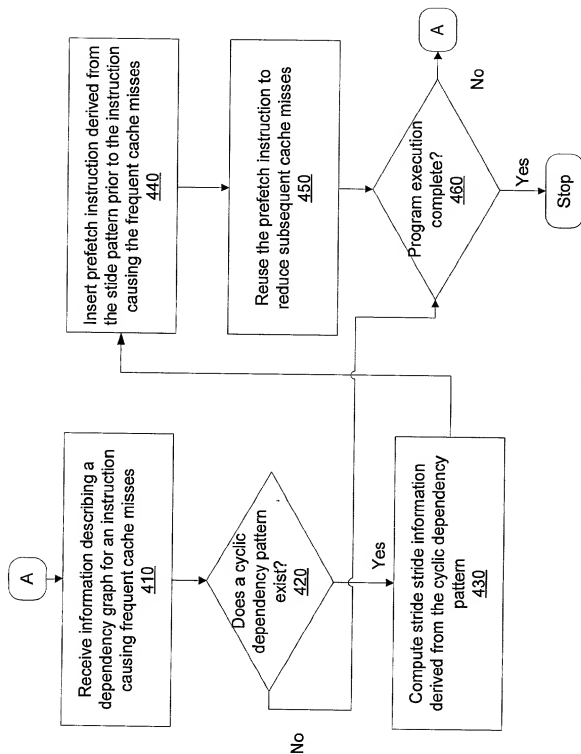 A
Receive information describing a
dependency graph for an instruction
causing frequent cache misses
410
Does a cyclic
dependency pattern
exist?
420
No
Yes
Compute stride stride information
derived from the cyclic dependency
pattern
430
Insert prefetch instruction derived from
the stide pattern prior to the instruction
causing the frequent cache misses
440
Reuse the prefetch instruction to
reduce subsequent cache misses
450
Program execution
complete?
460
No
A
Yes
Stop